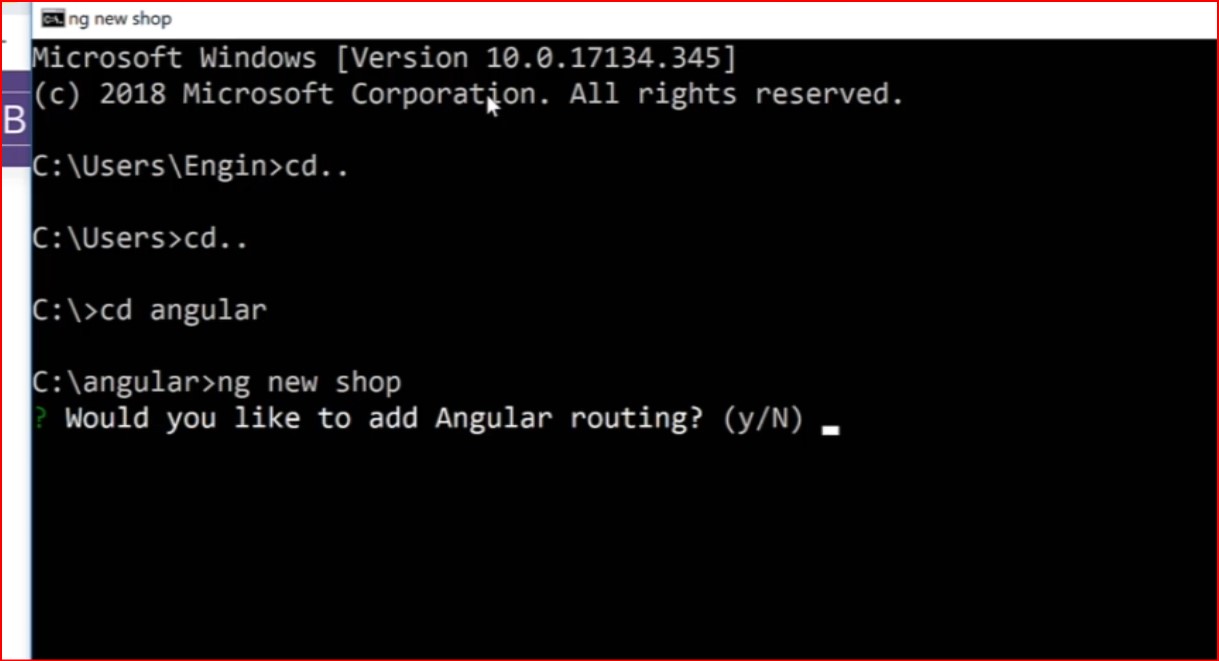 ng new shop
Microsoft Windows [Version 10.0.17134.345]
(c) 2018 Microsoft Corporation. All rights reserved.
B
C:\Users\Engin>cd..
C:\Users>cd..
C:\>cd angular
C:\angular>ng new shop
? Would you like to add Angular routing? (y/N)